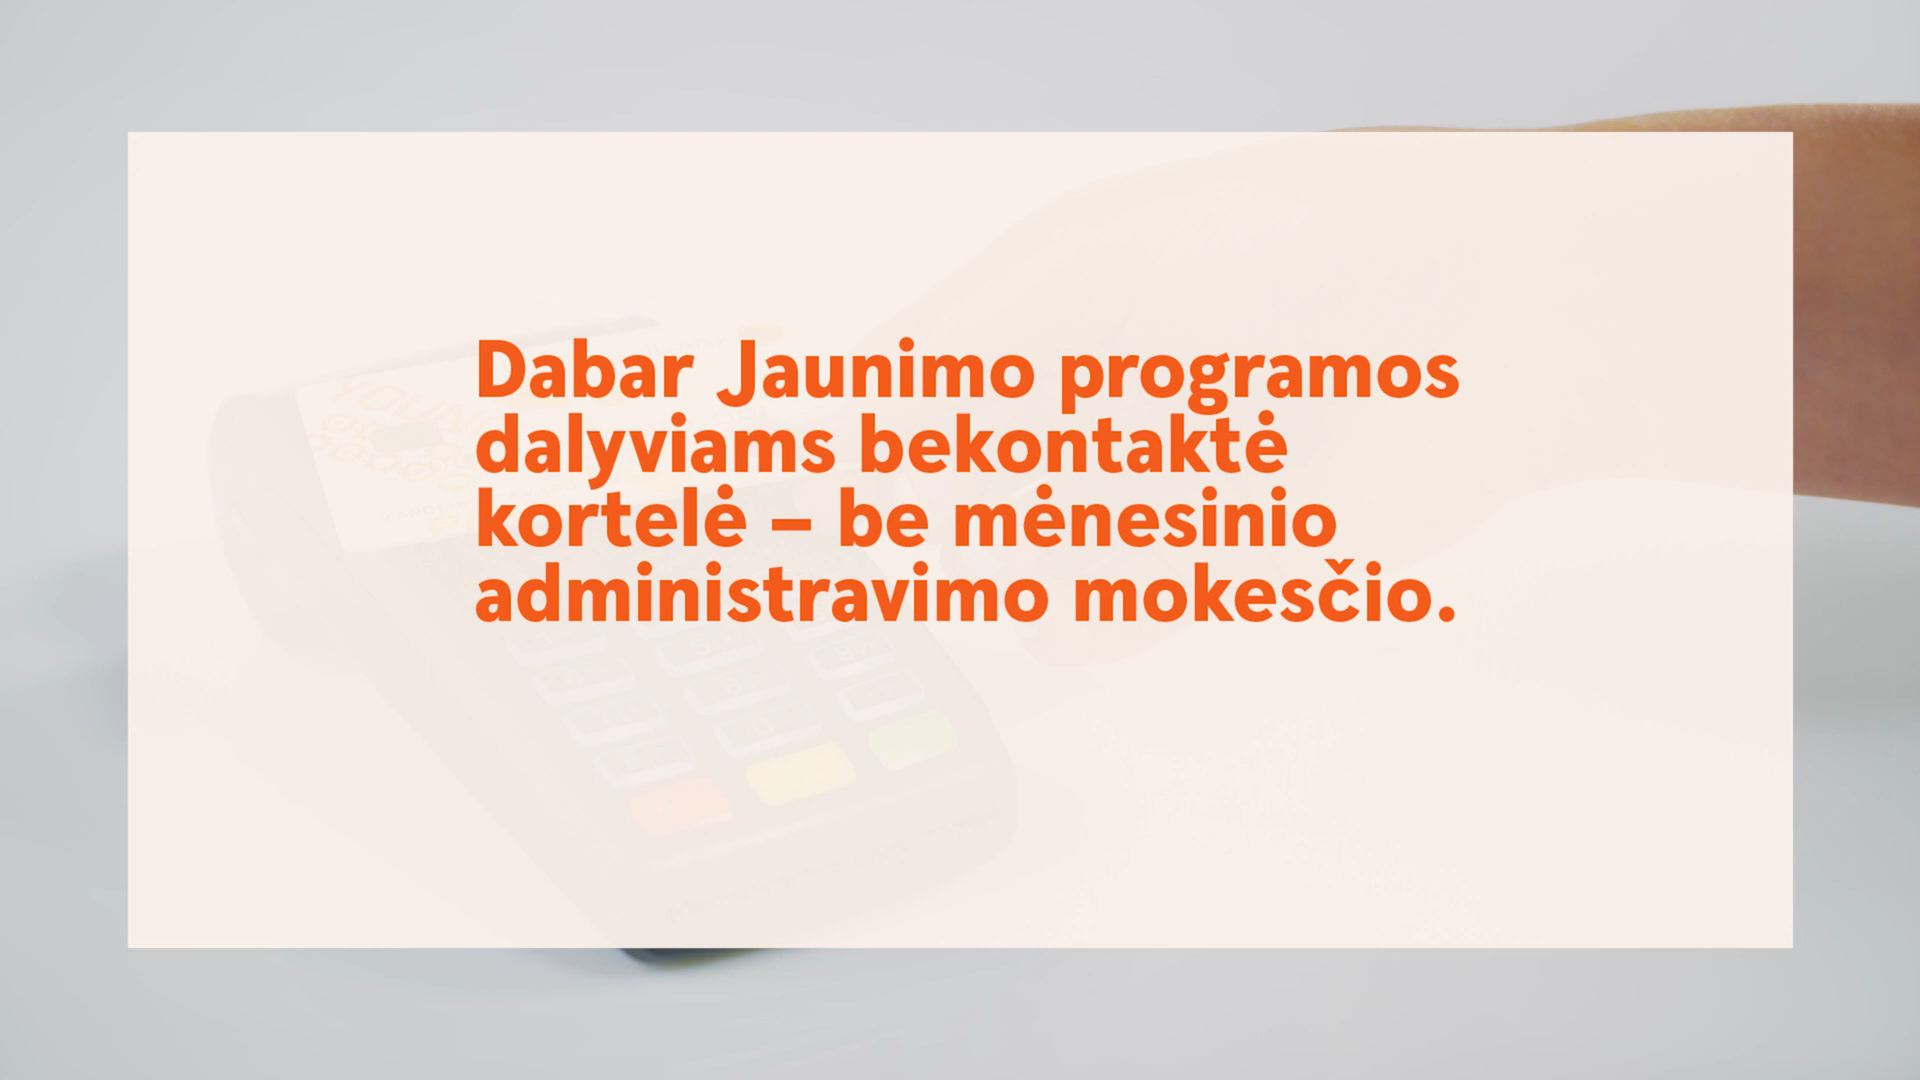 Dabar Jaunimo programos
dalyviams bekontaktė
kortelė – be mėnesinio
administravimo mokesčio.